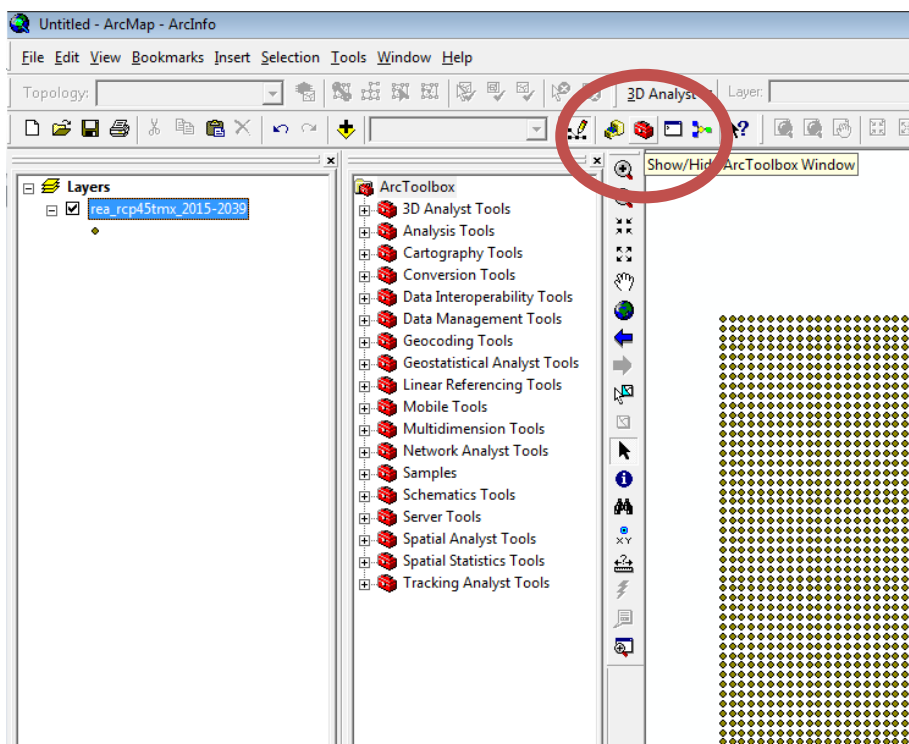 Untitled - ArcMap - ArcInfo
File Edit View Bookmarks Insert Selection Tools Window Help
Topology: 3D Analyst Layer:
Show/Hide ArcToolbox Window
Layers
rea_rcp45tmx_2015-2039
ArcToolbox
3D Analyst Tools
Analysis Tools
Cartography Tools
Conversion Tools
Data Interoperability Tools
Data Management Tools
Geocoding Tools
Geostatistical Analyst Tools
Linear Referencing Tools
Mobile Tools
Multidimension Tools
Network Analyst Tools
Samples
Schematics Tools
Server Tools
Spatial Analyst Tools
Spatial Statistics Tools
Tracking Analyst Tools
XY